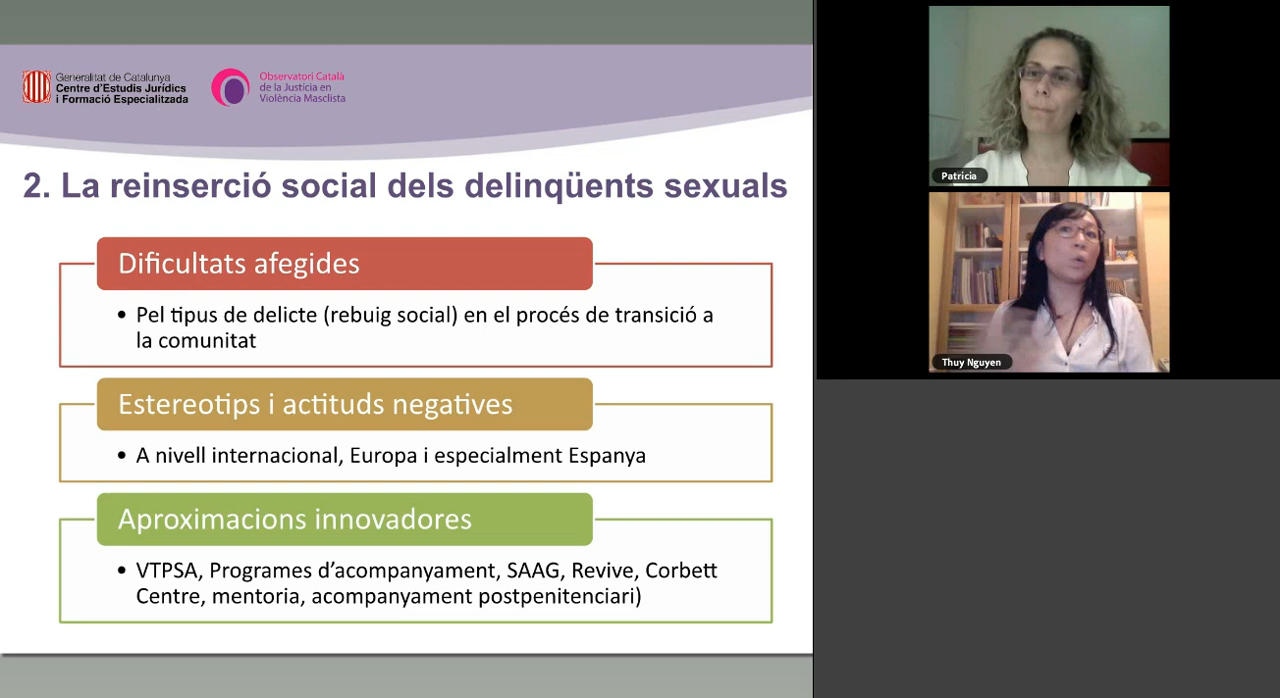 Generalitat de Catalunya
Centre d'Estudis Jurídics
i Formació Especialitzada
Observatori Català
de la Justícia en
Violència Masclista
2. La reinserció social dels delinqüents sexuals
Dificultats afegides
• Pel tipus de delicte (rebuig social) en el procés de transició a
la comunitat
Estereotips i actituds negatives
• A nivell internacional, Europa i especialment Espanya
Aproximacions innovadores
• VTPSA, Programes d'acompanyament, SAAG, Revive, Corbett
Centre, mentoria, acompanyament postpenitenciari)
Patricia
Thuy Nguyen